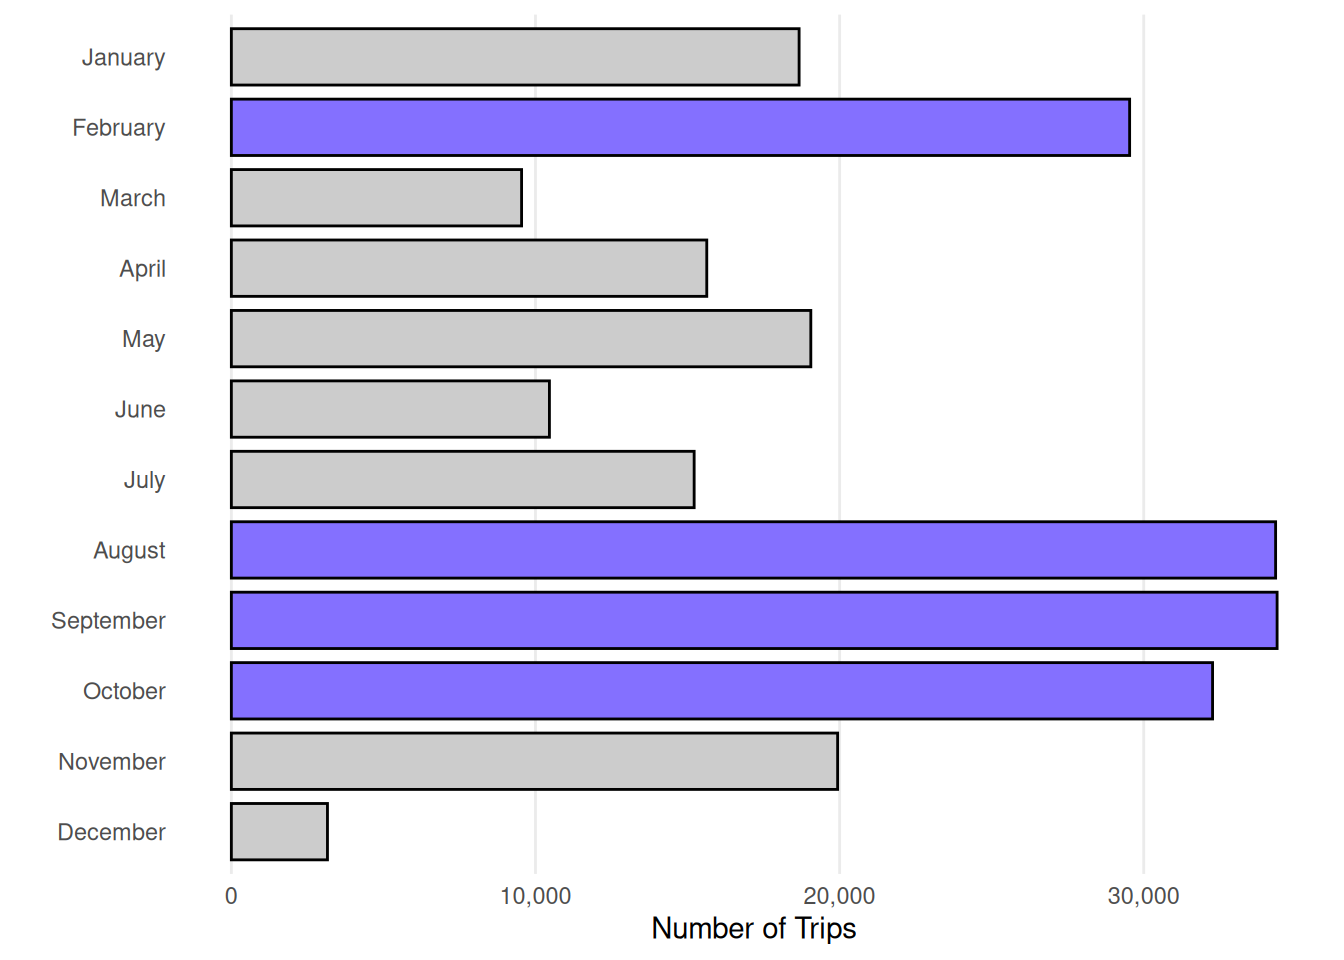 January
February
March
April
May
June
July
August
September
October
November
December
0 10,000 20,000 30,000
Number of Trips